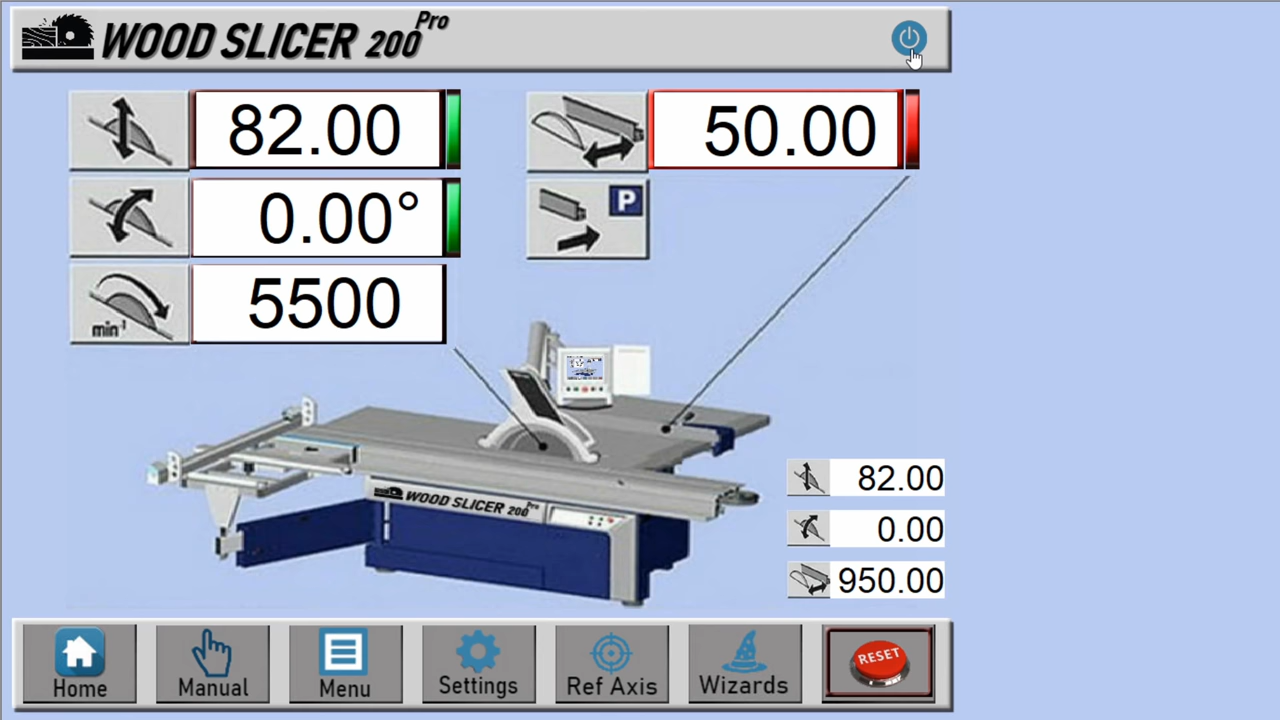 WOOD SLICER 200 Pro
82.00
50.00
0.00°
P
5500
min⁻¹
WOOD SLICER 200 Pro
82.00
0.00
950.00
Home
Manual
Menu
Settings
Ref Axis
Wizards
RESET